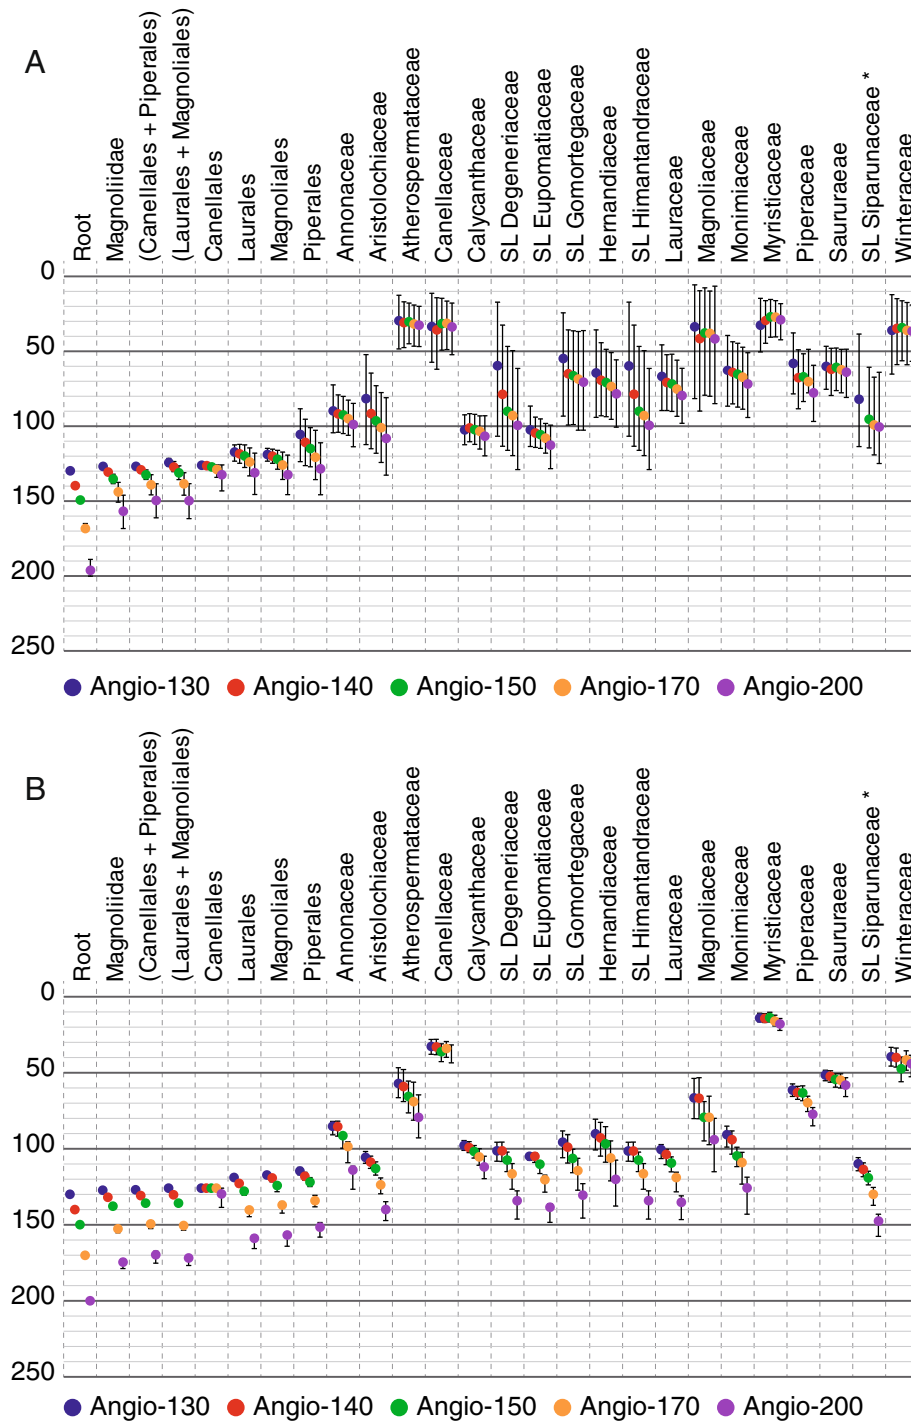 A
Root
Magnoliidae
(Canellales + Piperales)
(Laurales + Magnoliales)
Canellales
Laurales
Magnoliales
Piperales
Annonaceae
Aristolochiaceae
Atherospermataceae
Canellaceae
Calycanthaceae
SL Degeneriaceae
SL Eupomatiaceae
SL Gomortegaceae
Hernandiaceae
SL Himantandraceae
Lauraceae
Magnoliaceae
Monimiaceae
Myristicaceae
Piperaceae
Saururaeae
SL Siparunaceae *
Winteraceae
0
50
100
150
200
250
Angio-130 Angio-140 Angio-150 Angio-170 Angio-200
B
Root
Magnoliidae
(Canellales + Piperales)
(Laurales + Magnoliales)
Canellales
Laurales
Magnoliales
Piperales
Annonaceae
Aristolochiaceae
Atherospermataceae
Canellaceae
Calycanthaceae
SL Degeneriaceae
SL Eupomatiaceae
SL Gomortegaceae
Hernandiaceae
SL Himantandraceae
Lauraceae
Magnoliaceae
Monimiaceae
Myristicaceae
Piperaceae
Saururaeae
SL Siparunaceae *
Winteraceae
0
50
100
150
200
250
Angio-130 Angio-140 Angio-150 Angio-170 Angio-200